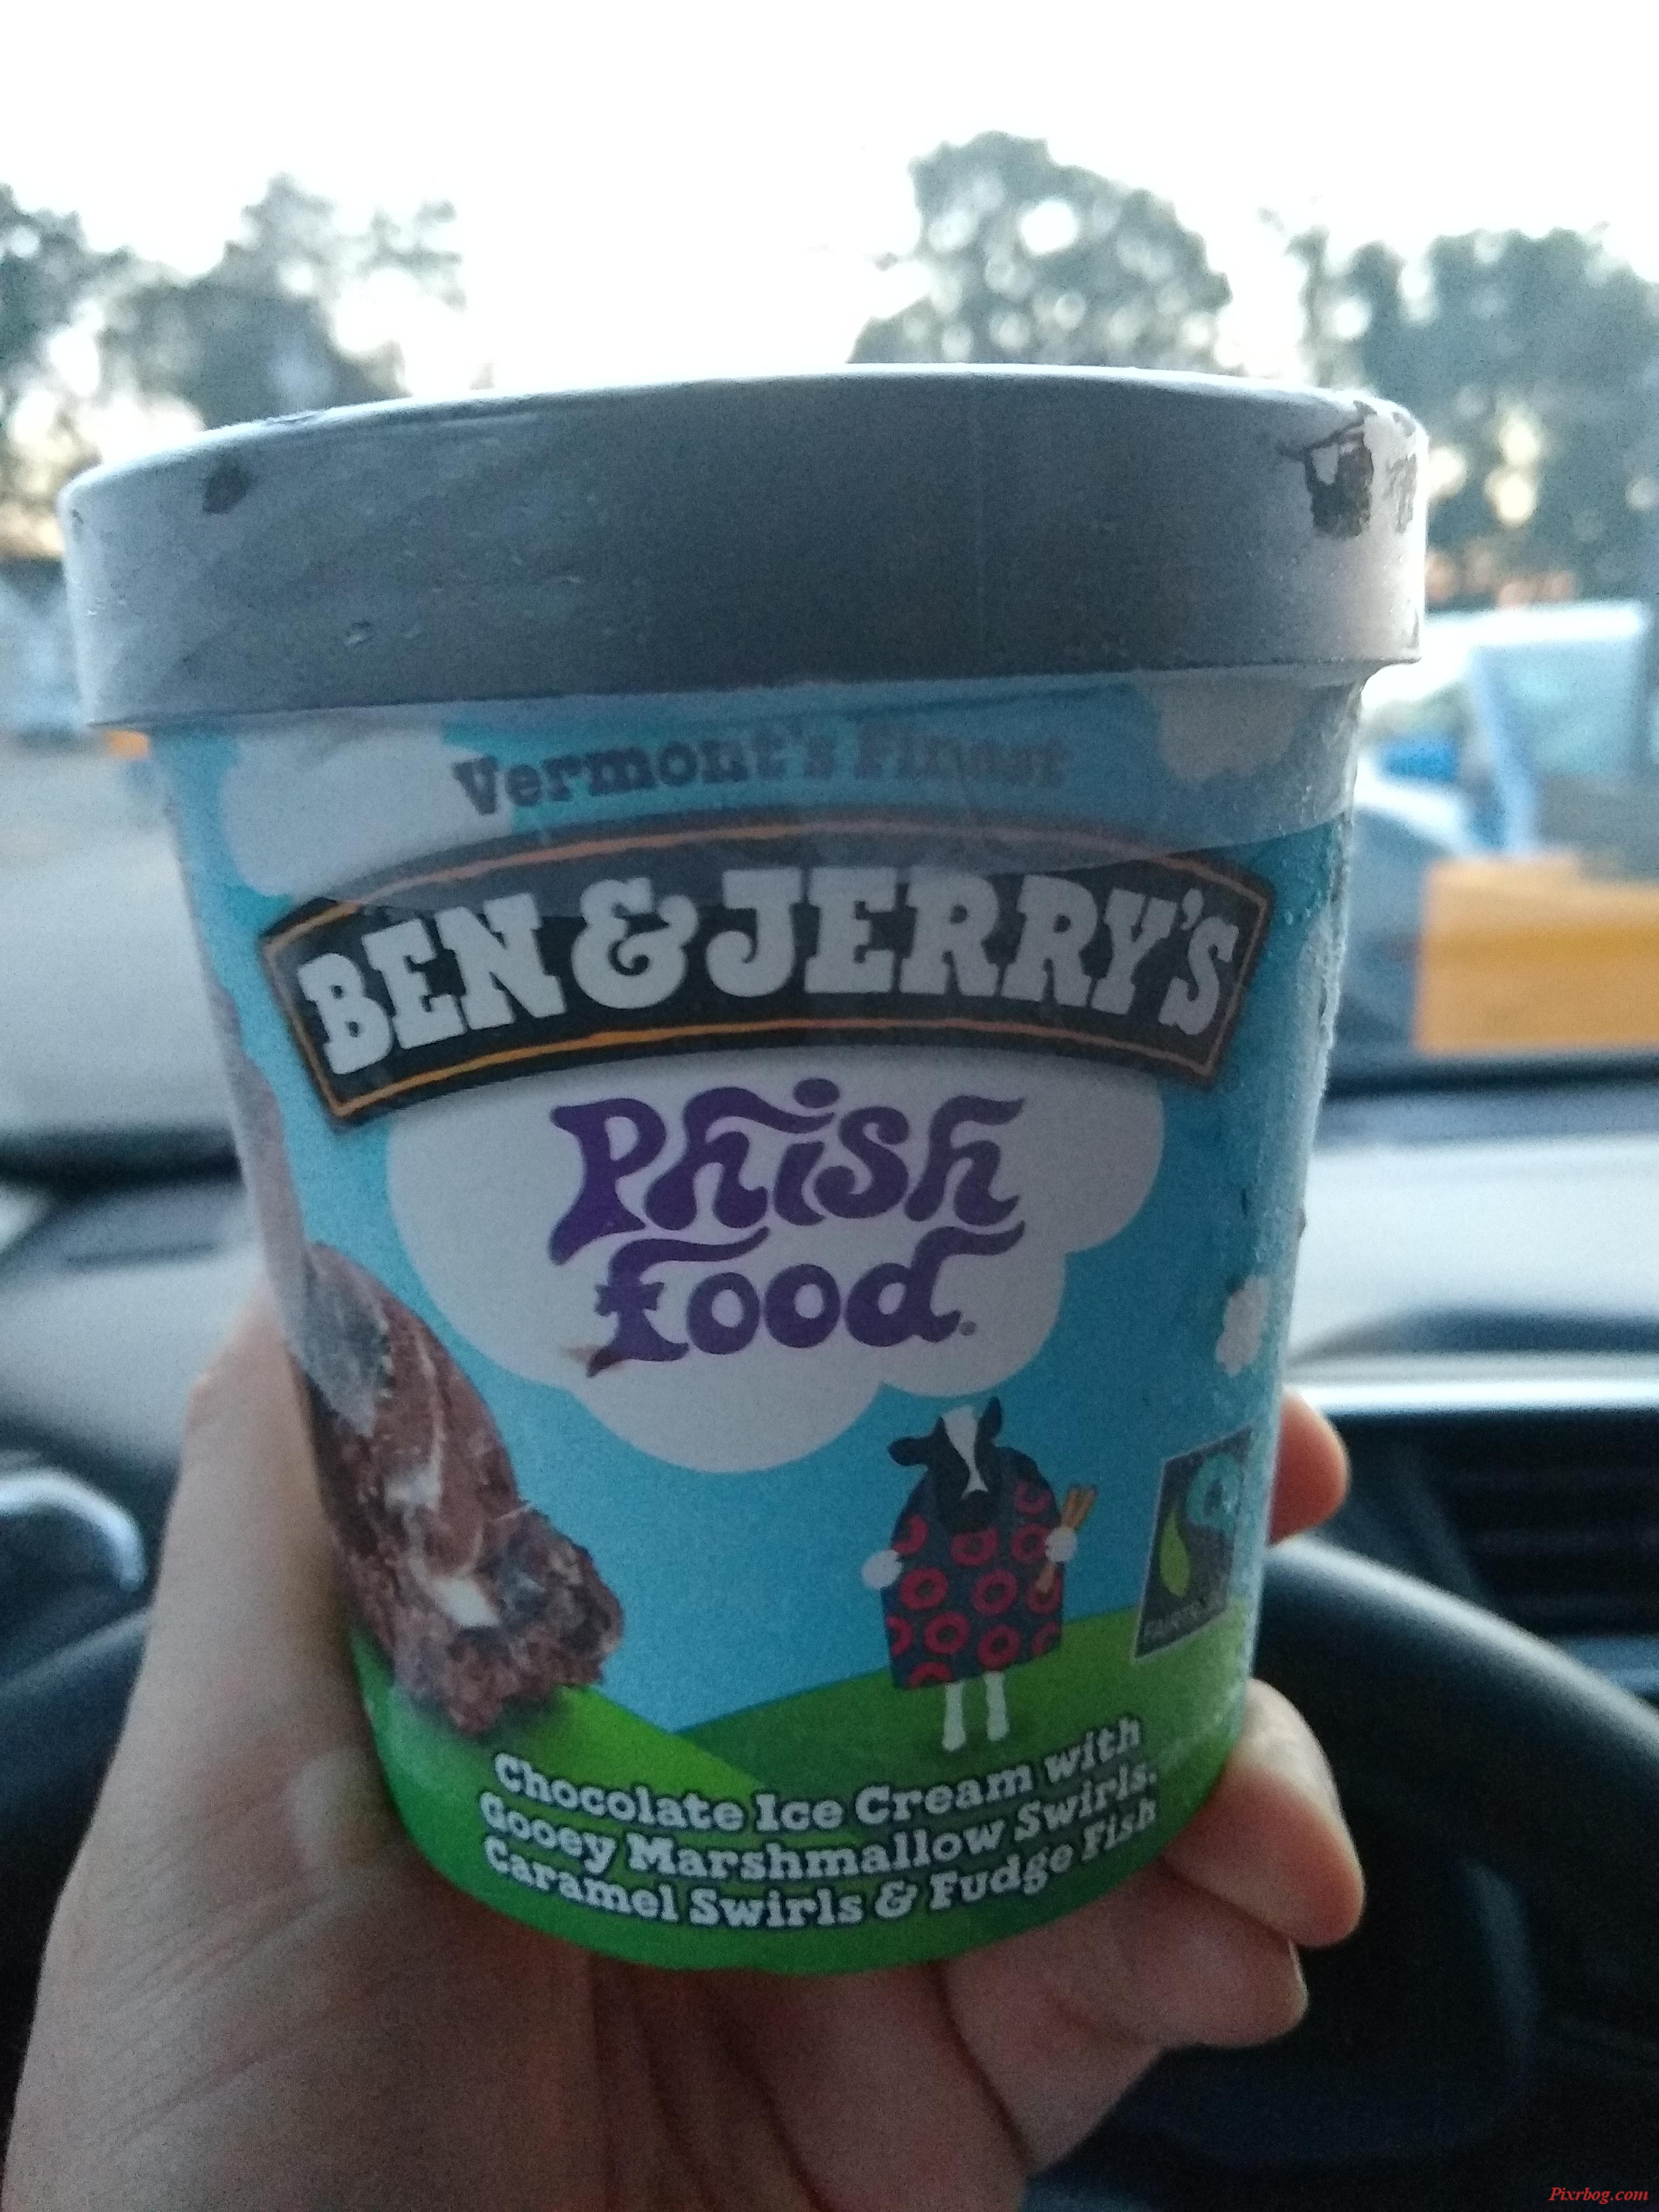 Vermont's Finest
BEN & JERRY'S
Phish
Food®
FAIRTRADE
Chocolate Ice Cream with
Gooey Marshmallow Swirls,
Caramel Swirls & Fudge Fish
Pixrbog.com